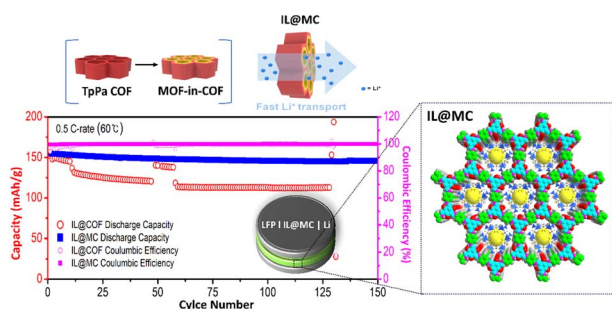 IL@MC
TpPa COF
MOF-in-COF
= Li⁺
Fast Li⁺ transport
200
150
100
50
0
Capacity (mAh/g)
0.5 C-rate (60℃)
IL@COF Discharge Capacity
IL@MC Discharge Capacity
IL@COF Coulumbic Efficiency
IL@MC Coulumbic Efficiency
LFP | IL@MC | Li
120
100
80
60
40
20
0
Coulombic Efficiency (%)
0 25 50 75 100 125 150
Cvlce Number
IL@MC